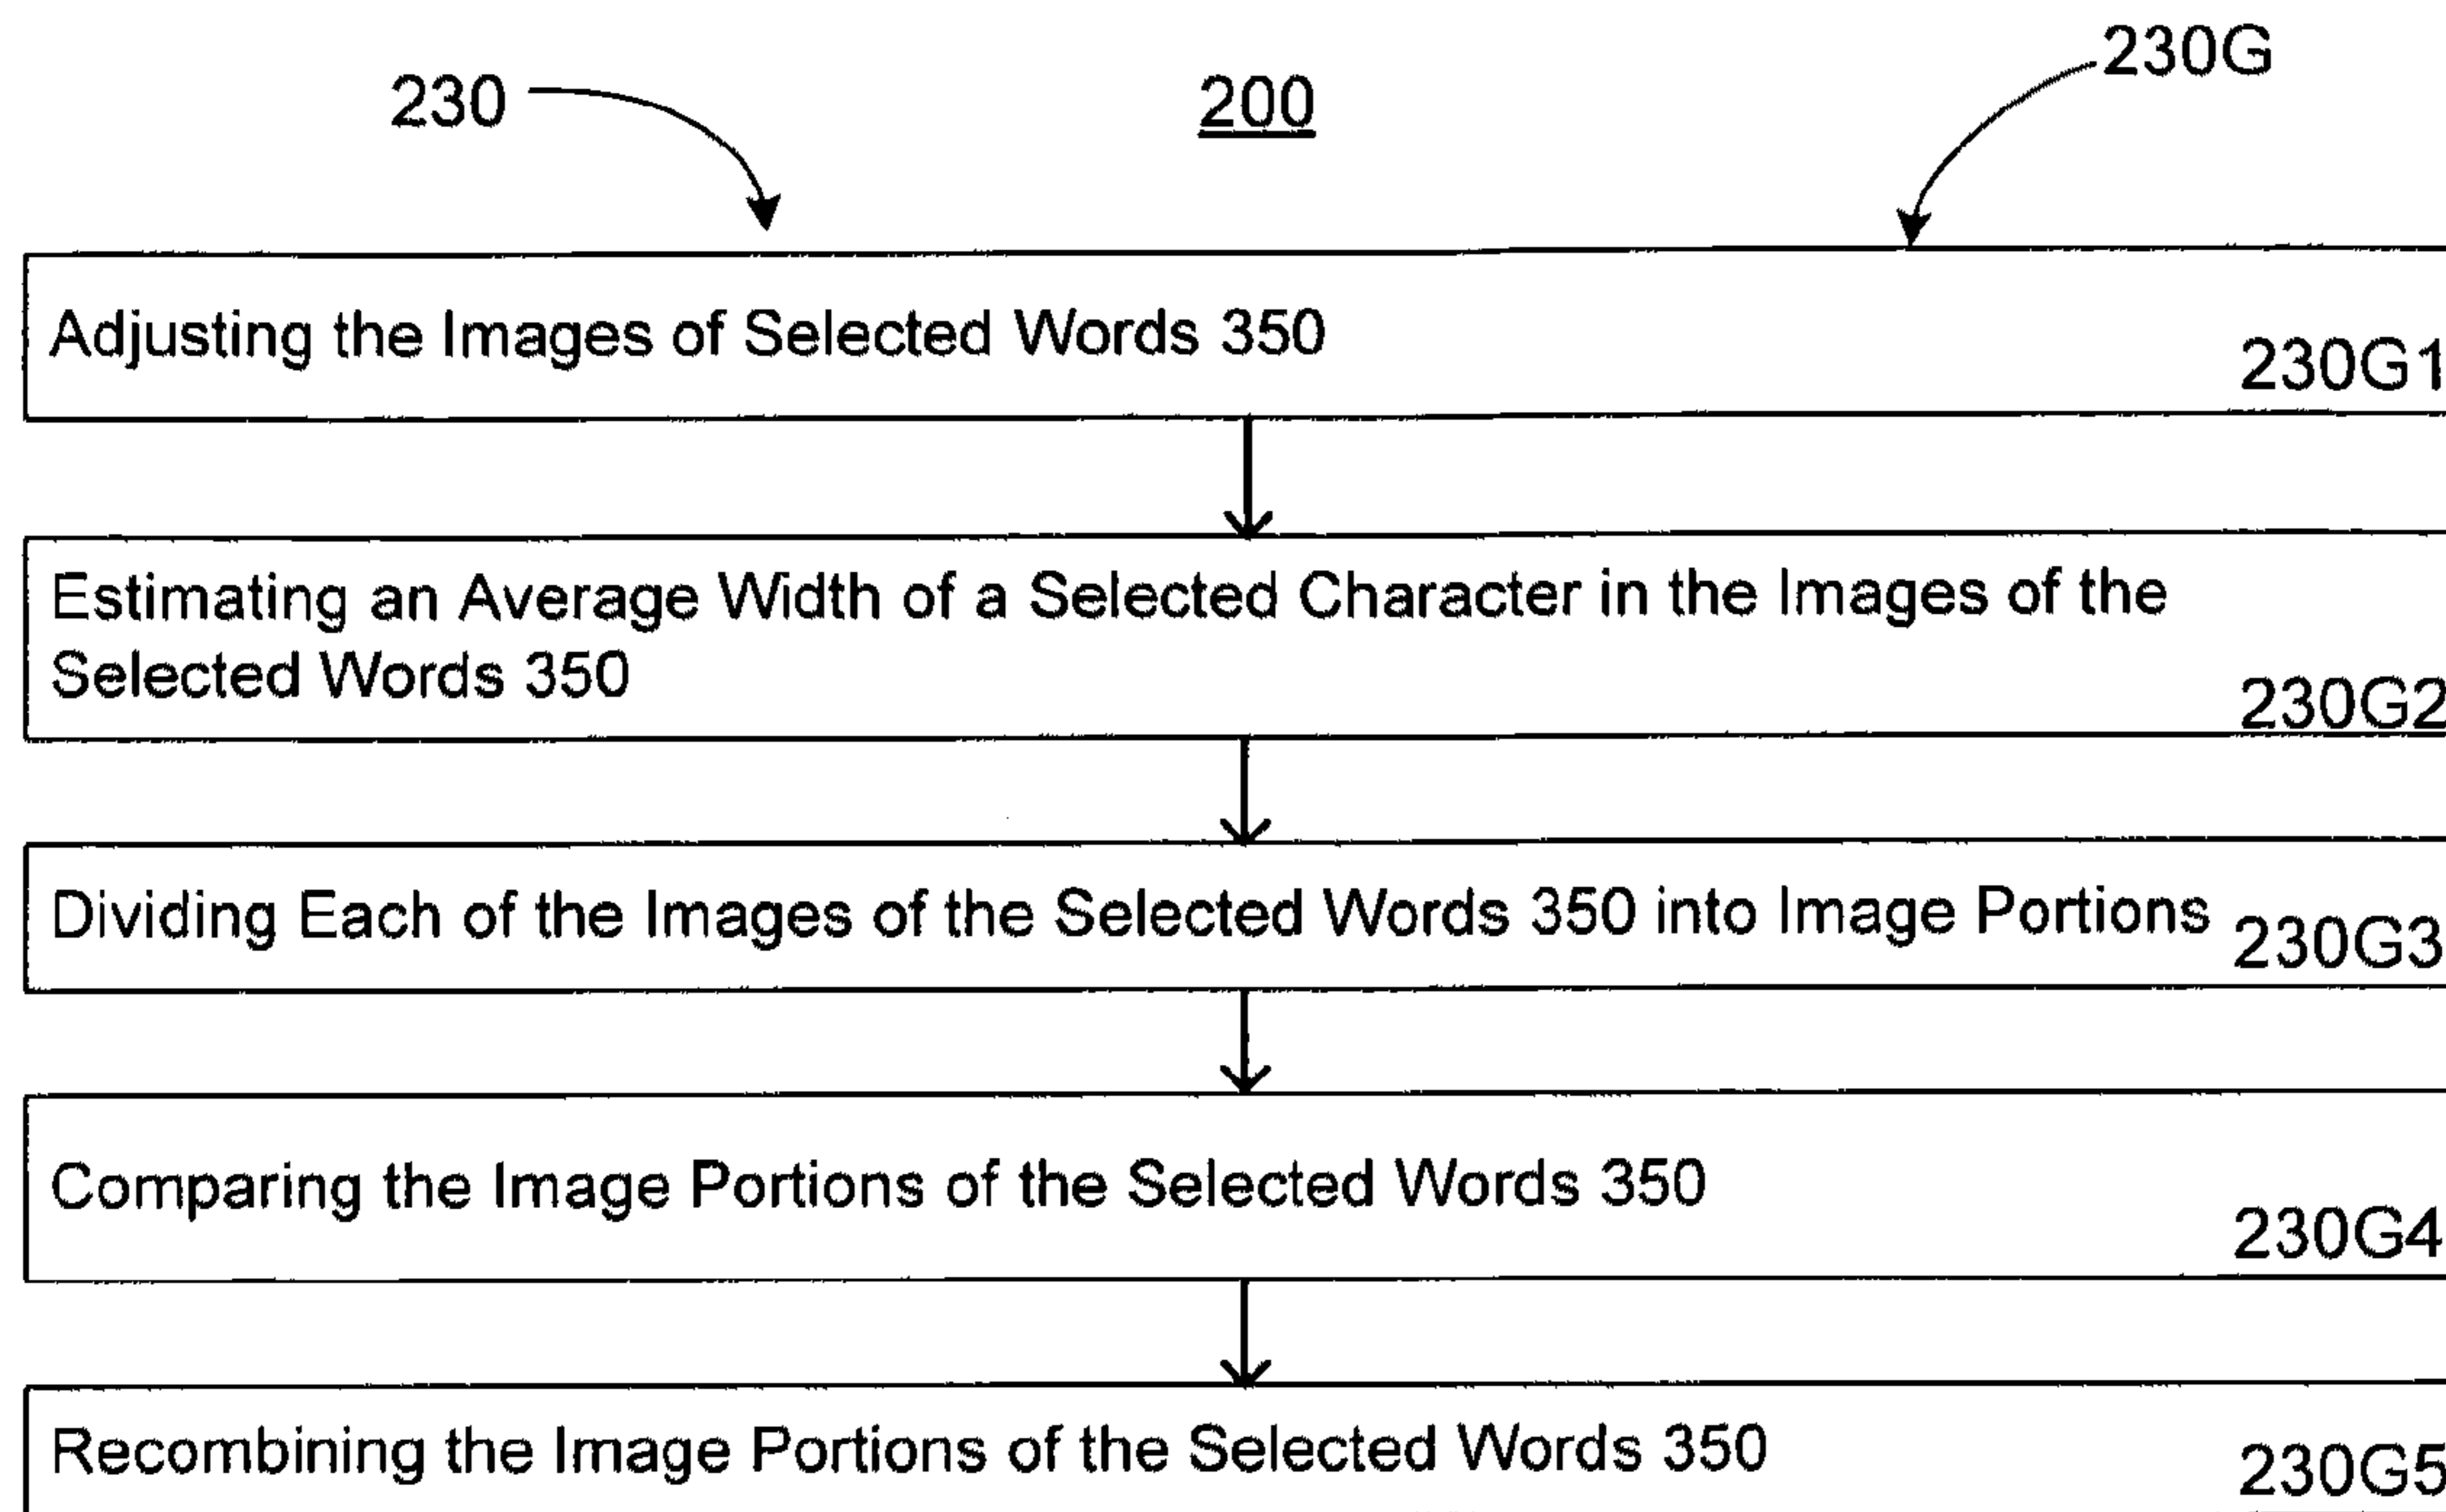 230
200
230G
Adjusting the Images of Selected Words 350
230G1
Estimating an Average Width of a Selected Character in the Images of the
Selected Words 350
230G2
Dividing Each of the Images of the Selected Words 350 into Image Portions
230G3
Comparing the Image Portions of the Selected Words 350
230G4
Recombining the Image Portions of the Selected Words 350
230G5